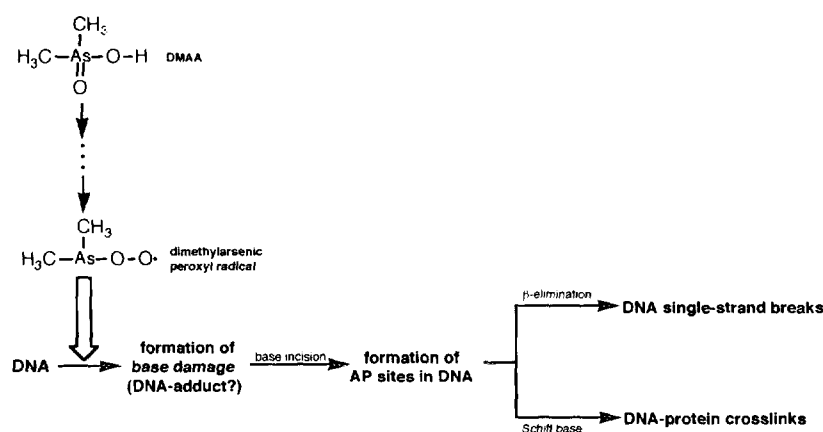 CH₃
H₃C—As—O—H DMAA
O
CH₃
H₃C—As—O—O• dimethylarsenic
peroxyl radical
β-elimination
DNA single-strand breaks
DNA
formation of
base damage
(DNA-adduct?)
base incision
formation of
AP sites in DNA
Schiff base
DNA-protein crosslinks